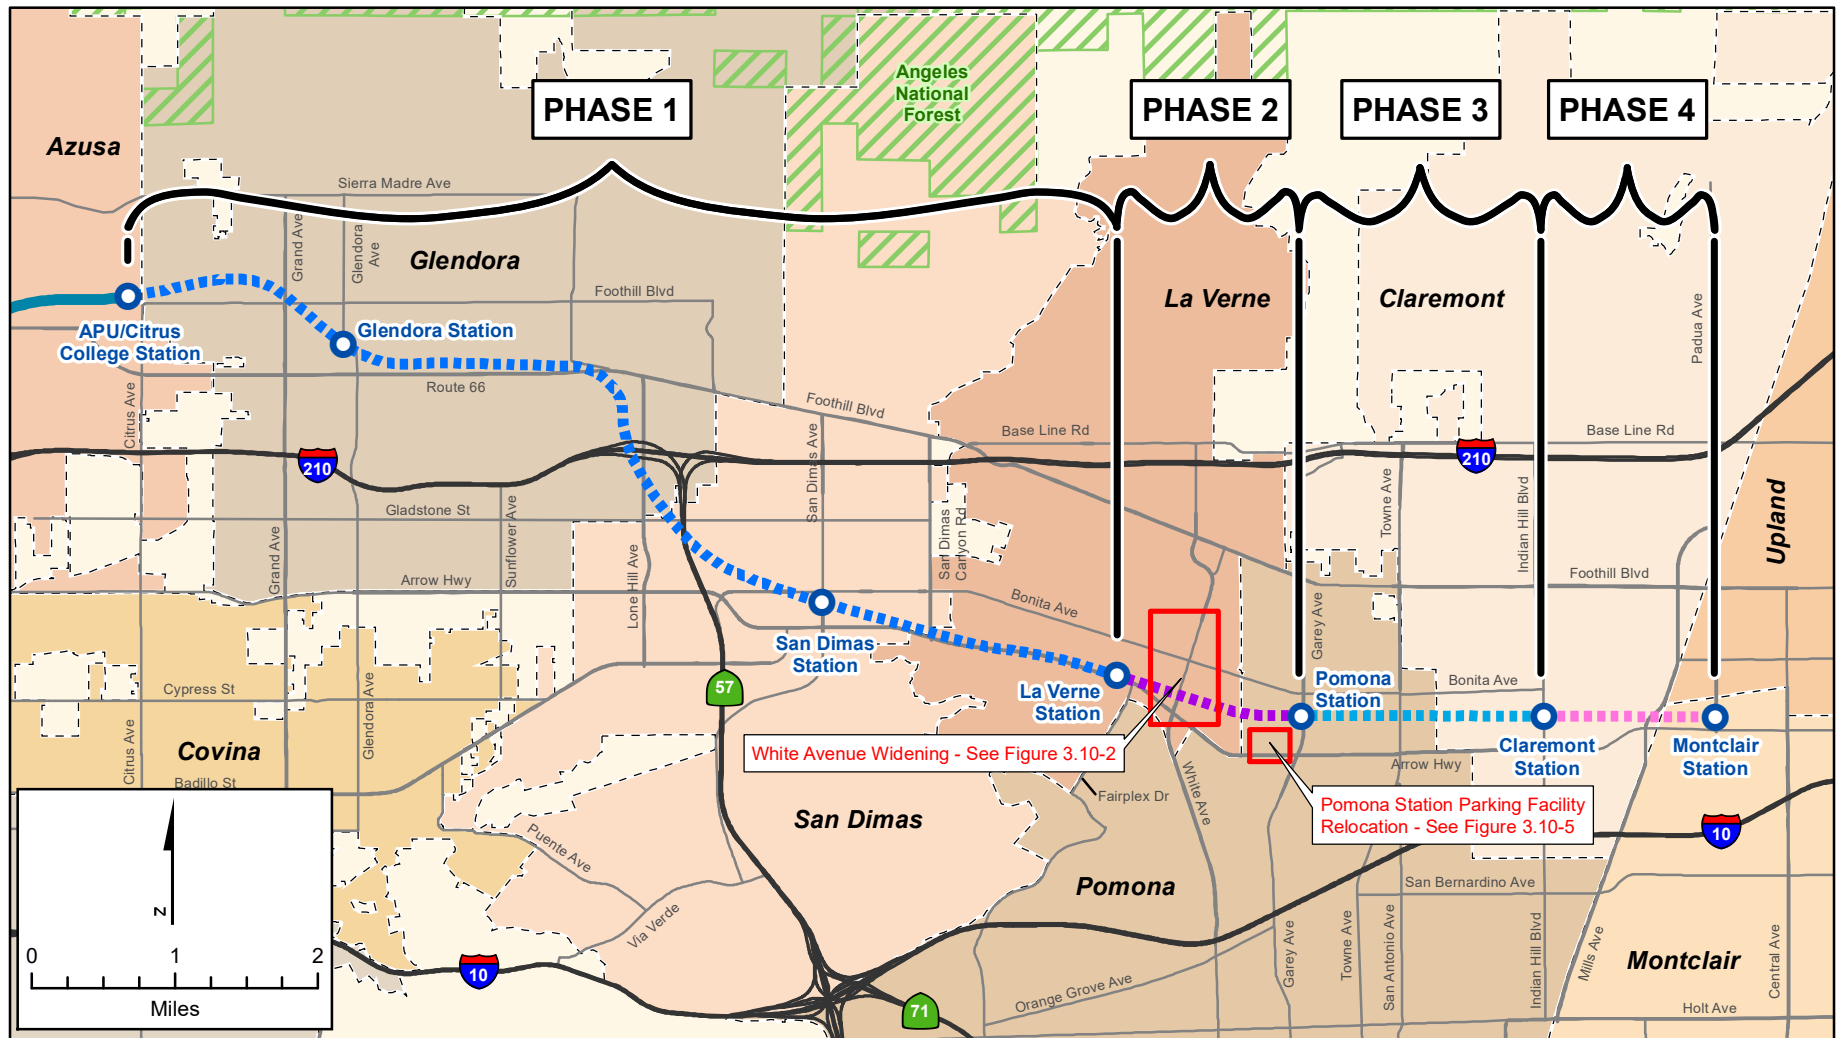 PHASE 1
PHASE 2
PHASE 3
PHASE 4
Angeles
National
Forest
Azusa
Sierra Madre Ave
Grand Ave
Glendora
Ave
Glendora
La Verne
Claremont
Foothill Blvd
APU/Citrus
College Station
Glendora Station
Padua Ave
Route 66
Citrus Ave
Foothill Blvd
Base Line Rd
Base Line Rd
210
210
San Dimas Ave
Gladstone St
Sunflower Ave
Grand Ave
Lone Hill Ave
San Dimas
Canyon Rd
Towne Ave
Indian Hill Blvd
Upland
Arrow Hwy
Foothill Blvd
Bonita Ave
Garey Ave
San Dimas
Station
Cypress St
57
La Verne
Station
Pomona
Station
Bonita Ave
Glendora Ave
Citrus Ave
Covina
White Avenue Widening - See Figure 3.10-2
Claremont
Station
Montclair
Station
Arrow Hwy
Badillo St
Fairplex Dr
White Ave
Pomona Station Parking Facility
Relocation - See Figure 3.10-5
San Dimas
10
Puente Ave
Pomona
San Bernardino Ave
Via Verde
Garey Ave
Towne Ave
San Antonio Ave
Indian Hill Blvd
Mills Ave
Montclair
Central Ave
z
0
1
2
Miles
10
Orange Grove Ave
71
Holt Ave